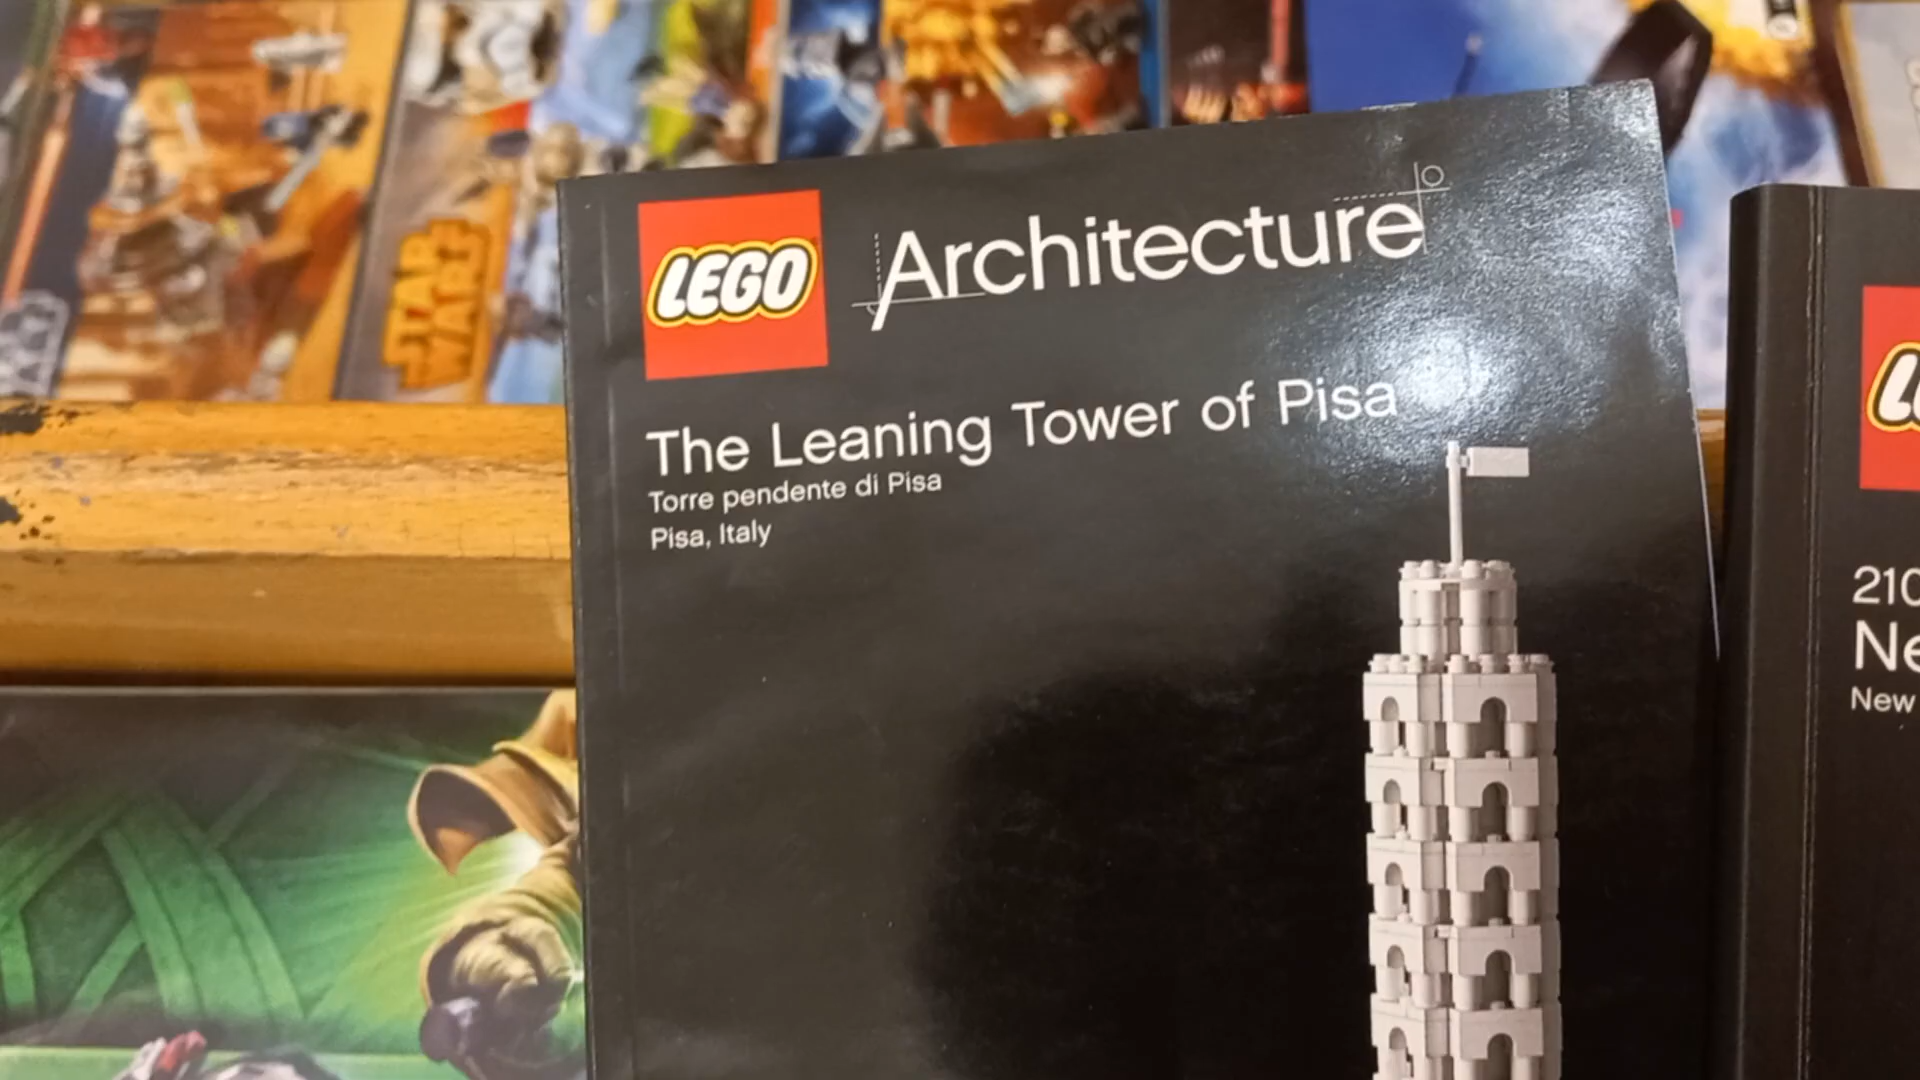 STAR
WARS
LEGO Architecture
The Leaning Tower of Pisa
Torre pendente di Pisa
Pisa, Italy
210
Ne
New